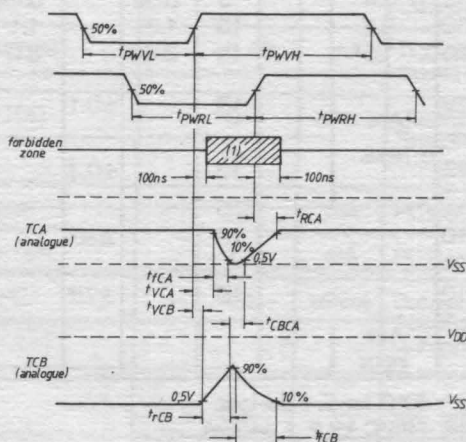 50%
tPWVL
tPWVH
50%
tPWRL
tPWRH
forbidden
zone
(1)
100ns
100ns
tRCA
TCA
(analogue)
90%
10%
0,5V
VSS
tfCA
tVCA
tVCB
tCBCA
VDD
TCB
(analogue)
90%
0,5V
10%
VSS
trCB
tfCB